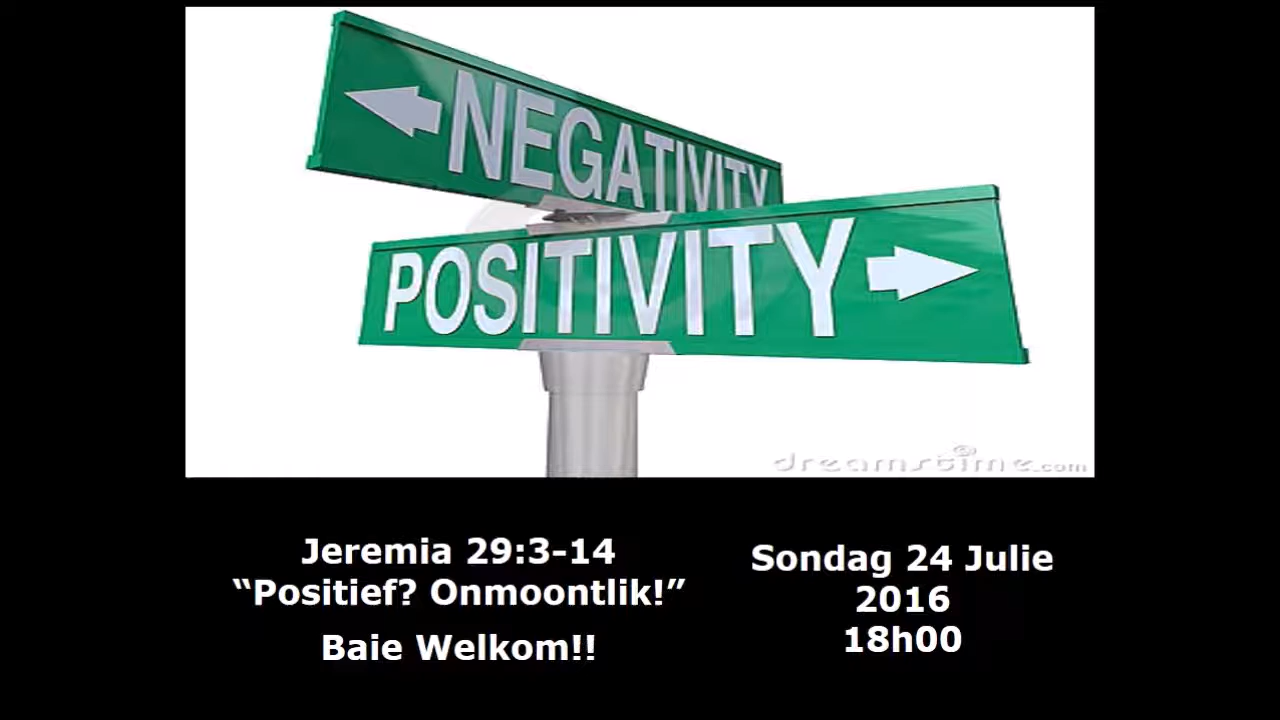 NEGATIVITY
POSITIVITY
dreamstime.com
Jeremia 29:3-14
“Positief? Onmoontlik!”
Baie Welkom!!
Sondag 24 Julie
2016
18h00